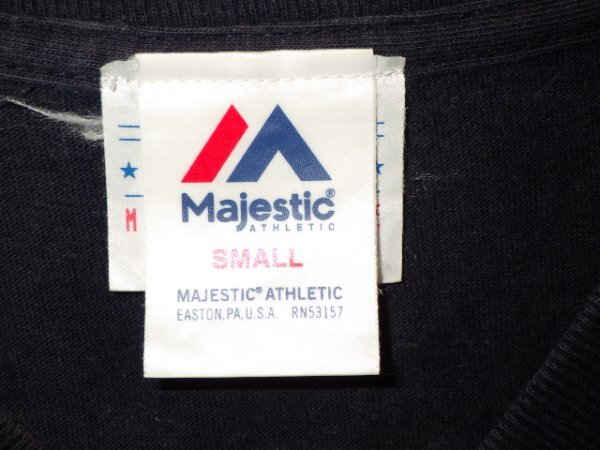 Majestic®
ATHLETIC
SMALL
MAJESTIC® ATHLETIC
EASTON, PA, U.S.A. RN53157
M